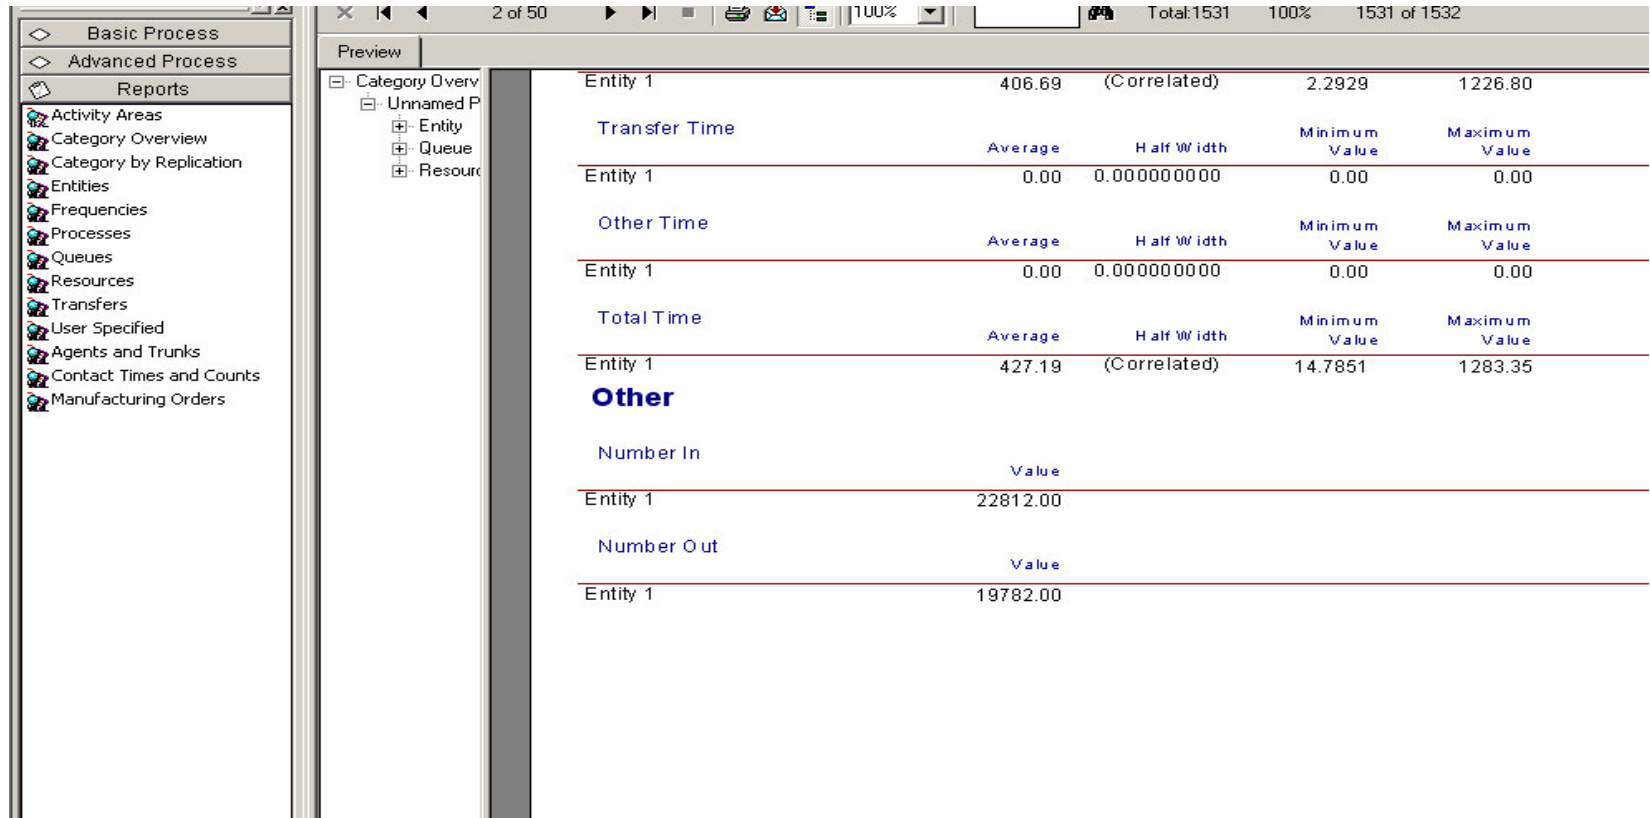 2 of 50 100% Total:1531 100% 1531 of 1532
Basic Process
Advanced Process
Reports
Activity Areas
Category Overview
Category by Replication
Entities
Frequencies
Processes
Queues
Resources
Transfers
User Specified
Agents and Trunks
Contact Times and Counts
Manufacturing Orders
Preview
Category Overv
Unnamed P
Entity
Queue
Resour
Entity 1 406.69 (Correlated) 2.2929 1226.80
Transfer Time
Average Half Width Minimum Value Maximum Value
Entity 1 0.00 0.000000000 0.00 0.00
Other Time
Average Half Width Minimum Value Maximum Value
Entity 1 0.00 0.000000000 0.00 0.00
Total Time
Average Half Width Minimum Value Maximum Value
Entity 1 427.19 (Correlated) 14.7851 1283.35
Other
Number In
Value
Entity 1 22812.00
Number Out
Value
Entity 1 19782.00